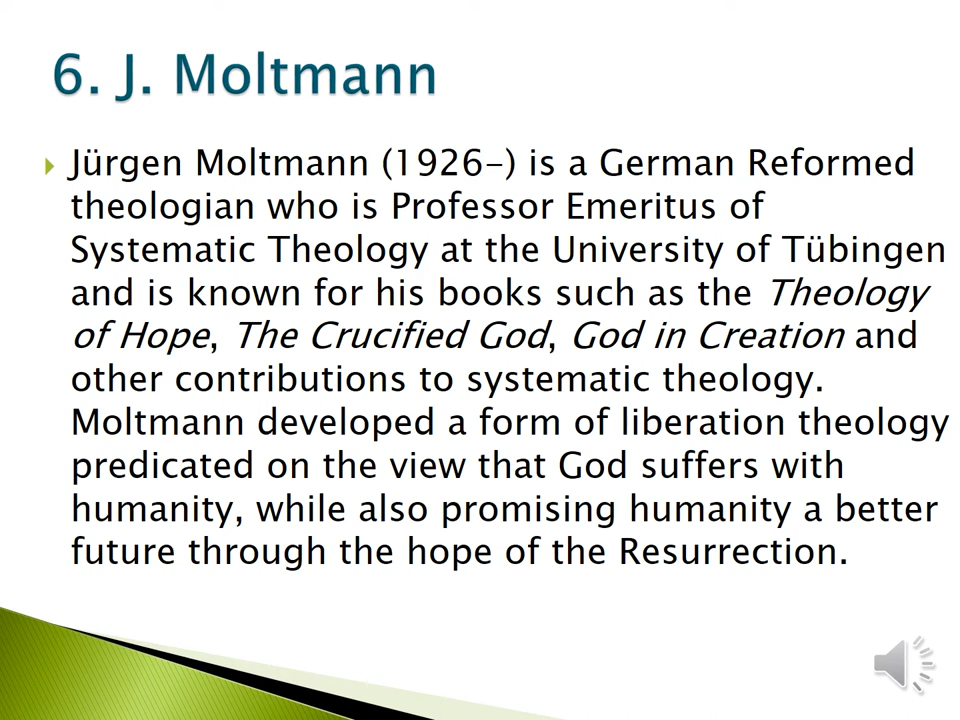 6. J. Moltmann
Jürgen Moltmann (1926-) is a German Reformed
theologian who is Professor Emeritus of
Systematic Theology at the University of Tübingen
and is known for his books such as the Theology
of Hope, The Crucified God, God in Creation and
other contributions to systematic theology.
Moltmann developed a form of liberation theology
predicated on the view that God suffers with
humanity, while also promising humanity a better
future through the hope of the Resurrection.